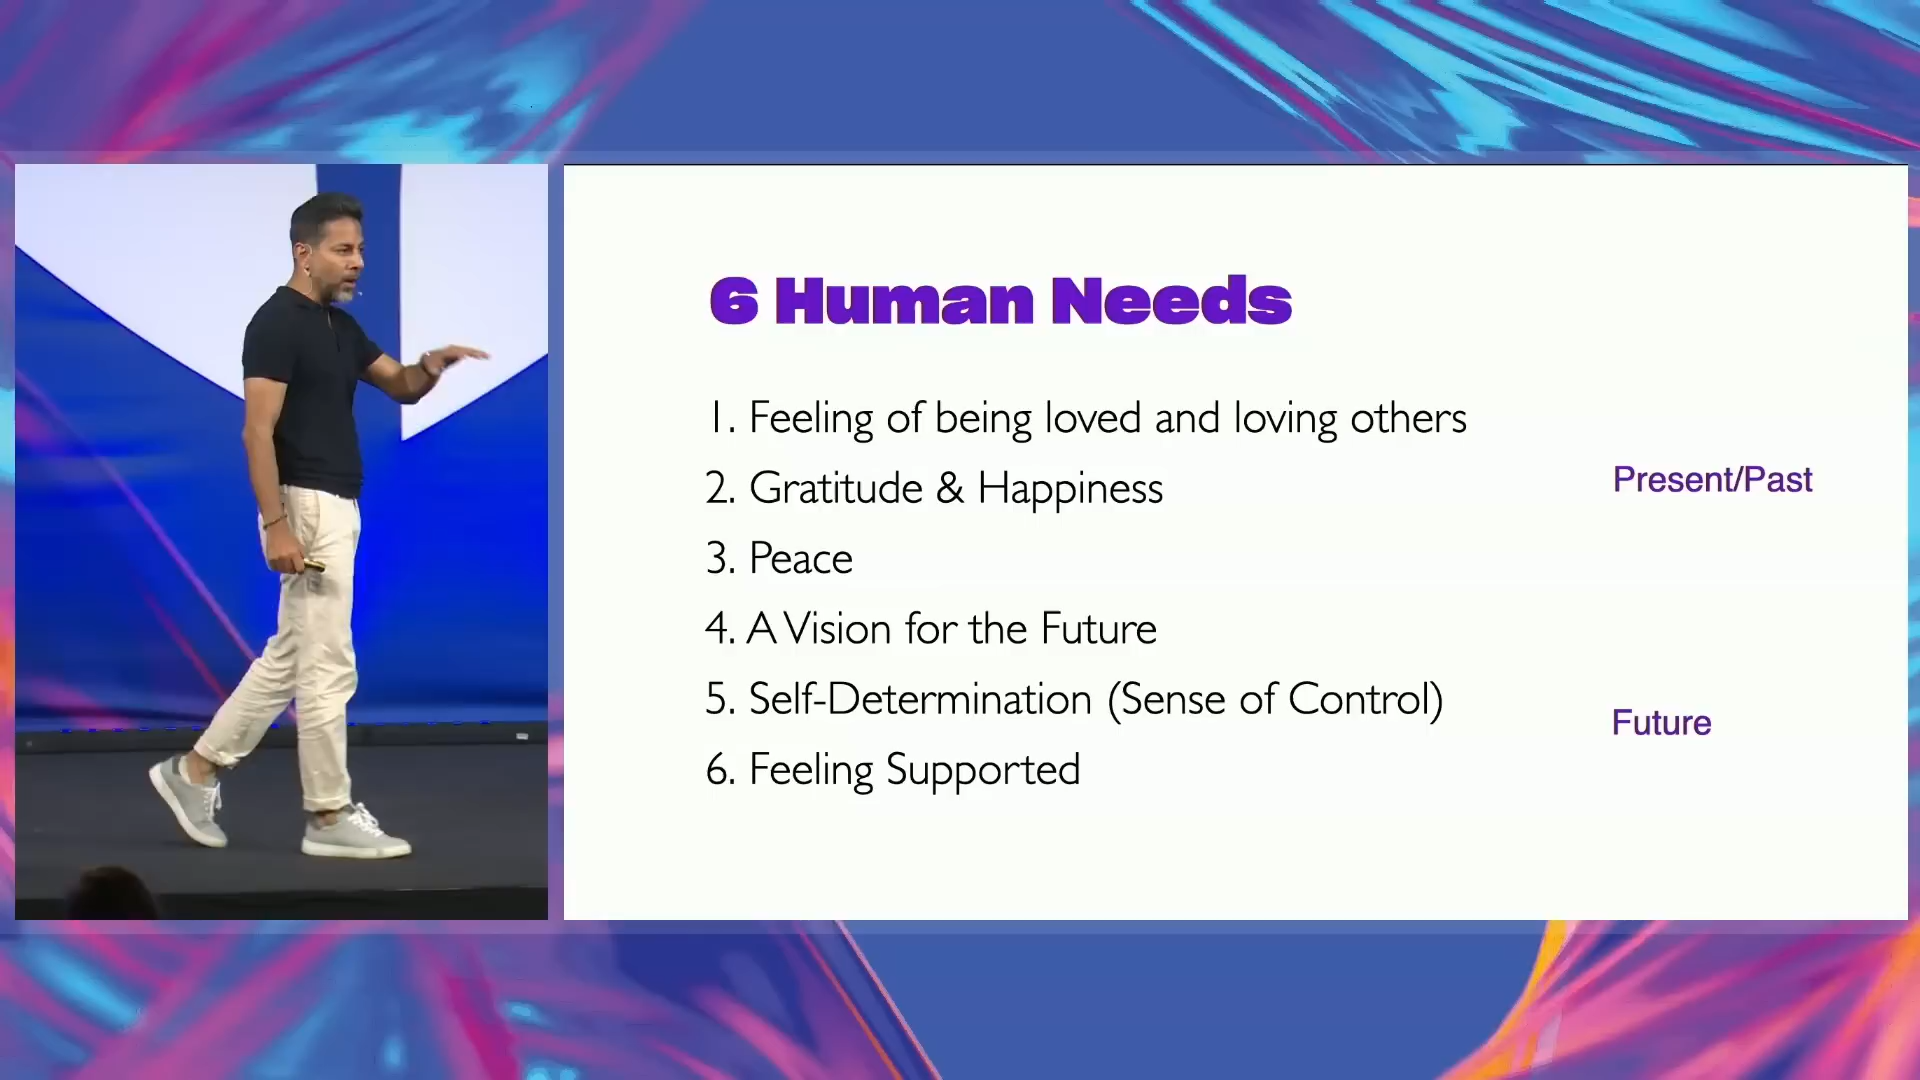 6 Human Needs
1. Feeling of being loved and loving others
2. Gratitude & Happiness
Present/Past
3. Peace
4. A Vision for the Future
5. Self-Determination (Sense of Control)
Future
6. Feeling Supported